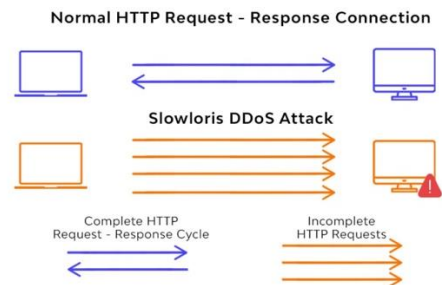 Normal HTTP Request - Response Connection
Slowloris DDoS Attack
Complete HTTP
Request - Response Cycle
Incomplete
HTTP Requests